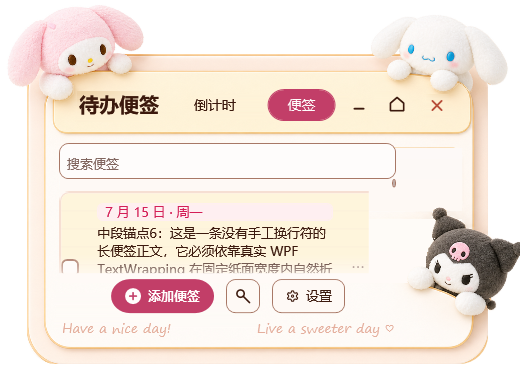 待办便签 倒计时 便签
搜索便签
7 月 15 日 · 周一
中段锚点6：这是一条没有手工换行符的
长便签正文，它必须依靠真实 WPF
TextWrapping 在固定纸面宽度内自然折
添加便签 设置
Have a nice day! Live a sweeter day ♡